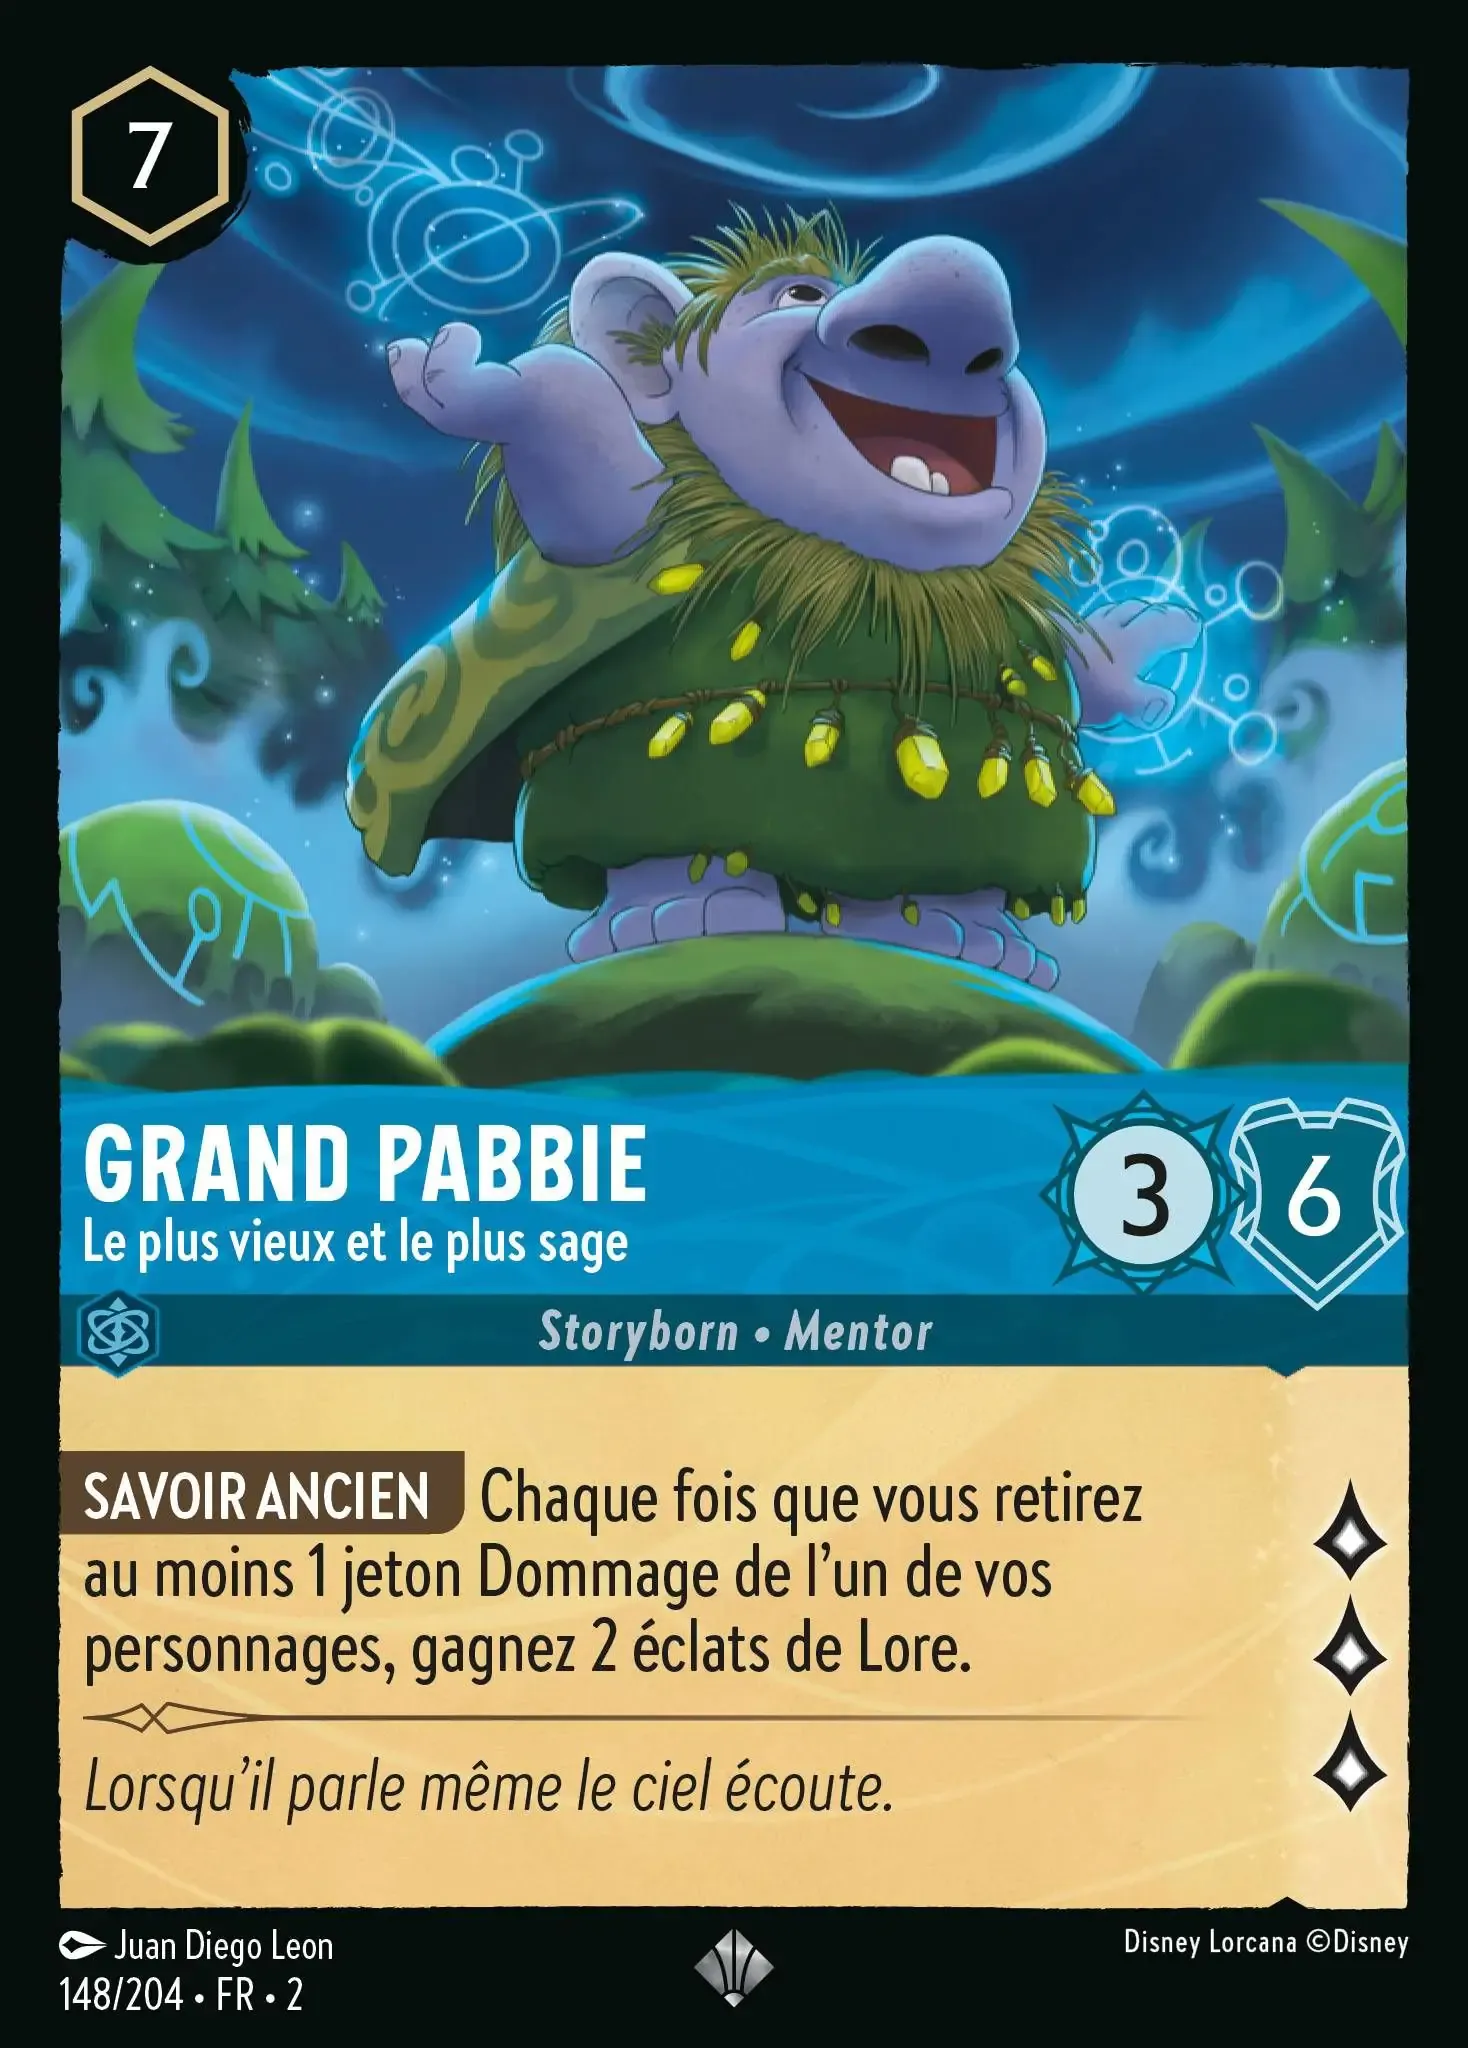 7
GRAND PABBIE
Le plus vieux et le plus sage
3
6
Storyborn • Mentor
SAVOIR ANCIEN Chaque fois que vous retirez
au moins 1 jeton Dommage de l'un de vos
personnages, gagnez 2 éclats de Lore.
Lorsqu'il parle même le ciel écoute.
Juan Diego Leon
Disney Lorcana ©Disney
148/204 • FR • 2